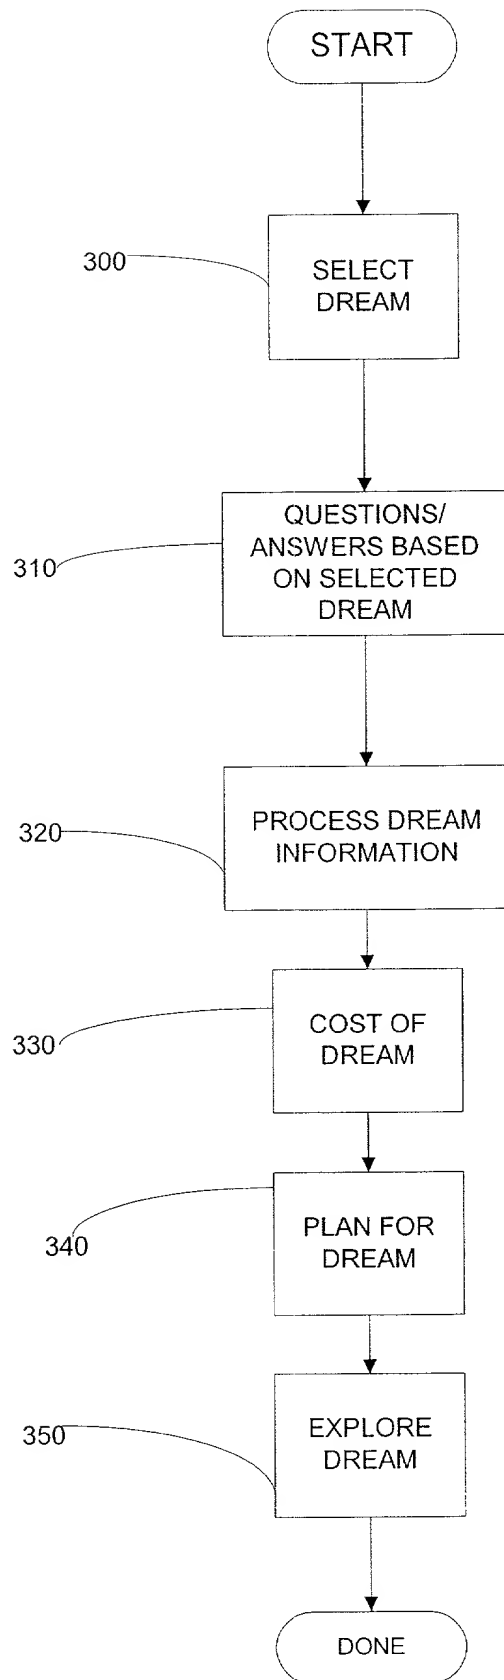 START
300
SELECT
DREAM
310
QUESTIONS/
ANSWERS BASED
ON SELECTED
DREAM
320
PROCESS DREAM
INFORMATION
330
COST OF
DREAM
340
PLAN FOR
DREAM
350
EXPLORE
DREAM
DONE